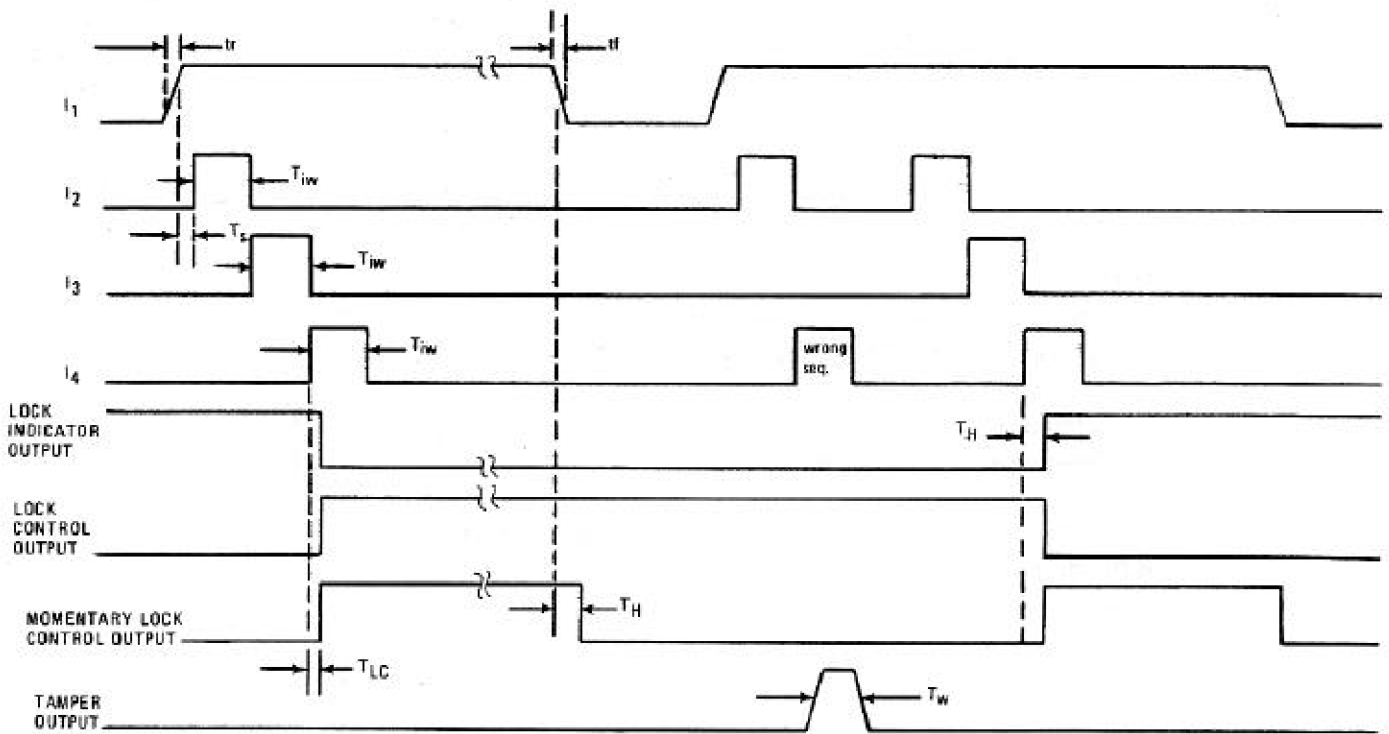 tr
tf
I1
I2
Tiw
Ts
I3
Tiw
I4
Tiw
wrong
seq.
LOCK
INDICATOR
OUTPUT
TH
LOCK
CONTROL
OUTPUT
MOMENTARY LOCK
CONTROL OUTPUT
TH
TLC
TAMPER
OUTPUT
Tw